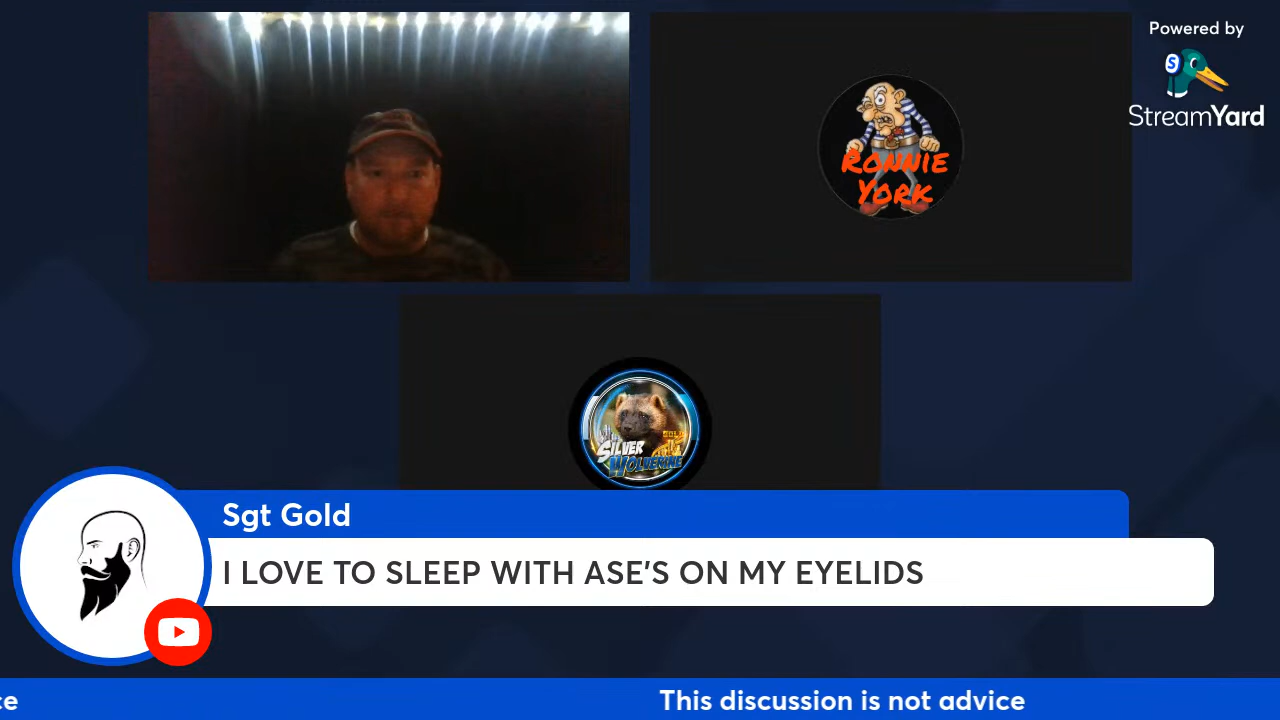 Powered by
S
StreamYard
RONNIE
YORK
SILVER
WOLVERINE
Sgt Gold
I LOVE TO SLEEP WITH ASE'S ON MY EYELIDS
ce
This discussion is not advice